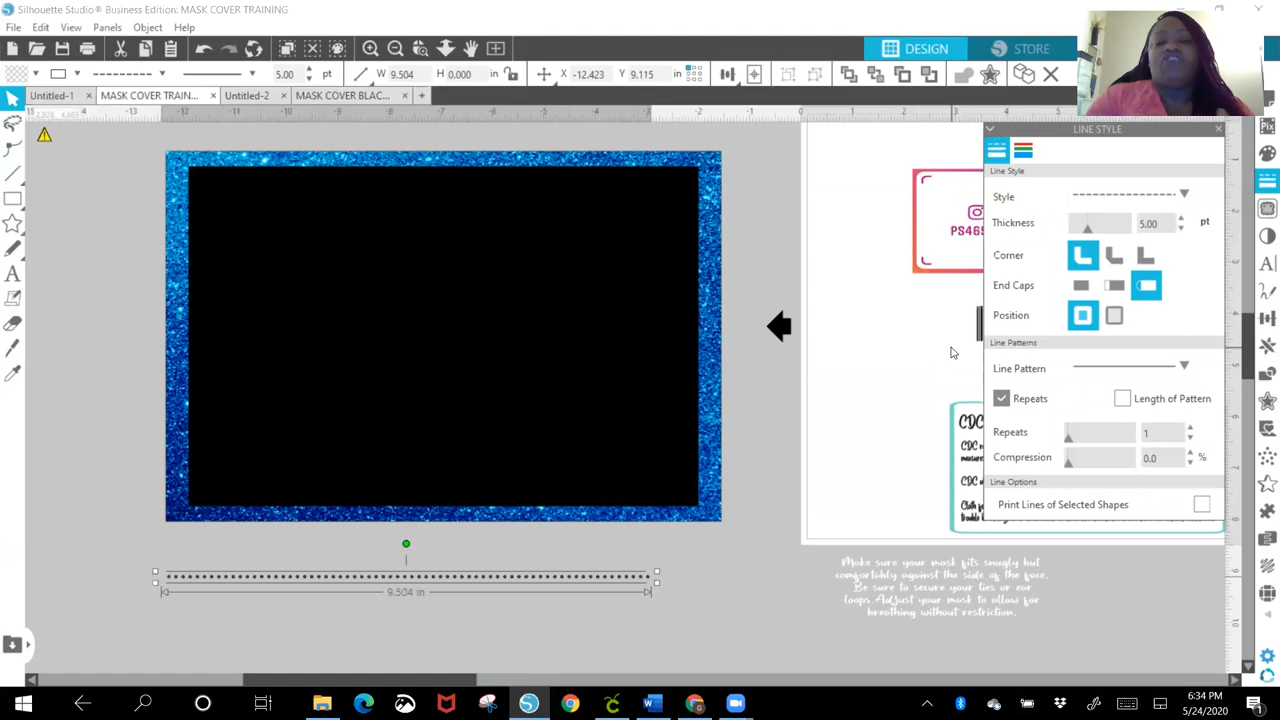 Silhouette Studio® Business Edition: MASK COVER TRAINING
File Edit View Panels Object Help
DESIGN
STORE
5.00 pt W 9.504 H 0.000 in X -12.423 Y 9.115 in
Untitled-1 x MASK COVER TRAIN... x Untitled-2 x MASK COVER BLAC... x +
LINE STYLE
Line Style
Style
Thickness 5.00 pt
Corner
End Caps
Position
Line Patterns
Line Pattern
Repeats Length of Pattern
Repeats 1
Compression 0.0 %
Line Options
Print Lines of Selected Shapes
PS465
CDC
CDC
CDC
9.504 in
Make sure your mask fits snugly but
comfortably against the side of the face.
Be sure to secure your ties or ear
loops. Adjust your mask to allow for
breathing without restriction.
6:34 PM
5/24/2020